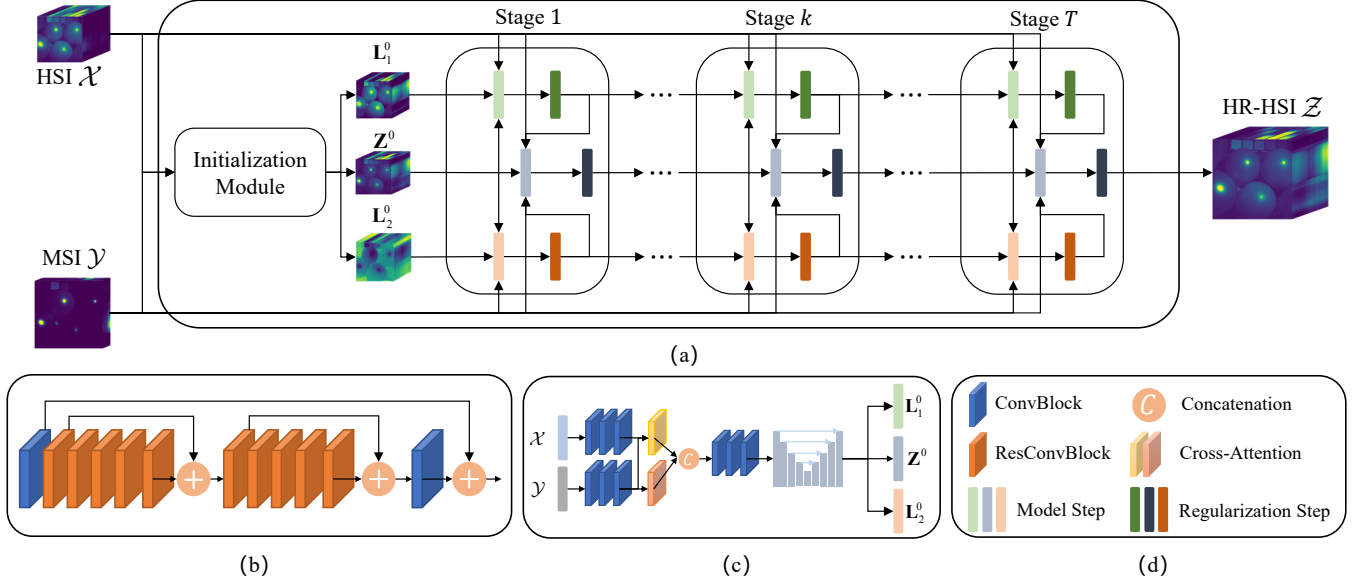 Stage 1
Stage k
Stage T
HSI 𝒳
L₁⁰
Z⁰
Initialization
Module
L₂⁰
MSI 𝒴
HR-HSI 𝒵
···
···
···
···
···
···
(a)
+
+
+
(b)
𝒳
𝒴
C
L₁⁰
Z⁰
L₂⁰
(c)
ConvBlock
C Concatenation
ResConvBlock
Cross-Attention
Model Step
Regularization Step
(d)